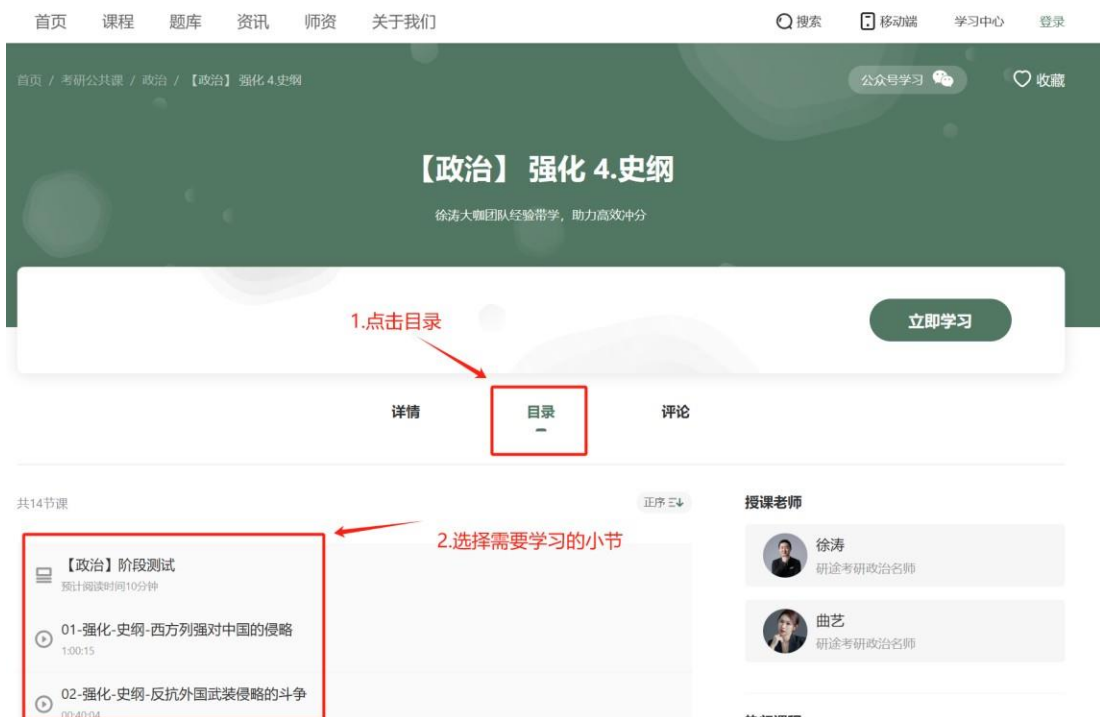 首页 课程 题库 资讯 师资 关于我们 搜索 移动端 学习中心 登录
首页 / 考研公共课 / 政治 / 【政治】 强化 4.史纲 公众号学习 收藏
【政治】 强化 4.史纲
徐涛大咖团队经验带学，助力高效冲分
1.点击目录
立即学习
详情 目录 评论
共14节课 正序 授课老师
2.选择需要学习的小节
【政治】阶段测试
预计阅读时间10分钟
徐涛
研途考研政治名师
01-强化-史纲-西方列强对中国的侵略
1:00:15
曲艺
研途考研政治名师
02-强化-史纲-反抗外国武装侵略的斗争
00:40:04